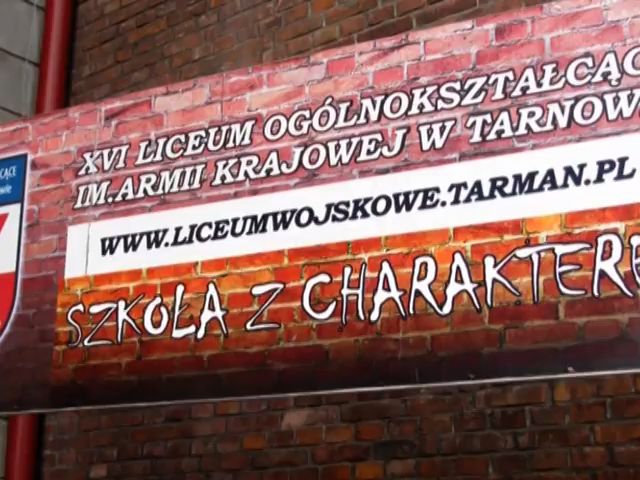 XVI LICEUM OGÓLNOKSZTAŁCĄC
IM.ARMII KRAJOWEJ W TARNOW
WWW.LICEUMWOJSKOWE.TARMAN.PL
SZKOŁA Z CHARAKTERE